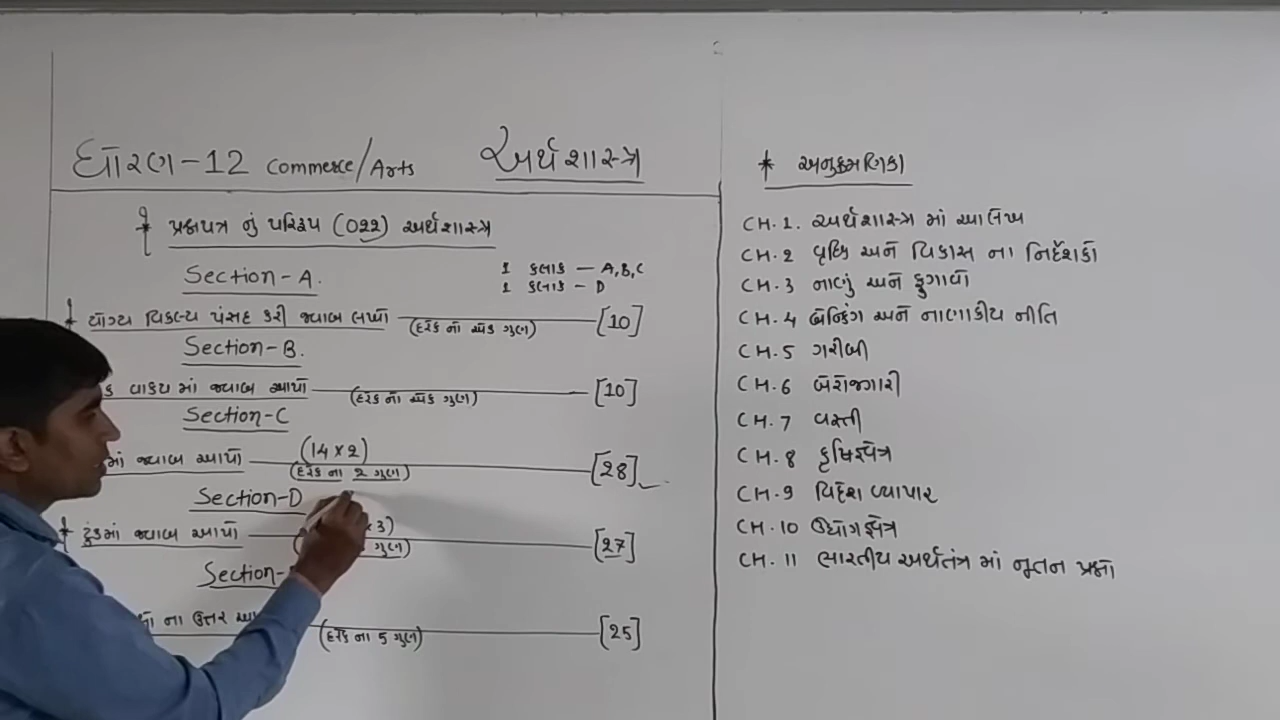 ધોરણ-12 Commerce/Arts અર્થશાસ્ત્ર
* પ્રશ્નપત્ર નું પરિરૂપ (022) અર્થશાસ્ત્ર
Section-A.
1 કલાક - A,B,C
1 કલાક - D
* યોગ્ય વિકલ્પ પસંદ કરી જવાબ લખો (દરેક નો એક ગુણ) [10]
Section-B.
વાક્ય માં જવાબ આપો (દરેક નો એક ગુણ) [10]
Section-C
માં જવાબ આપો (14×2) (દરેક ના 2 ગુણ) [28]
Section-D
* ટુંકમાં જવાબ આપો ×3) ગુણ) [27]
Section-
ના ઉત્તર (દરેક ના 5 ગુણ) [25]
* અનુક્રમણિકા
CH.1. અર્થશાસ્ત્ર માં આલેખ
CH.2 વૃદ્ધિ અને વિકાસ ના નિર્દેશકો
CH.3 નાણું અને ફુગાવો
CH.4 બેન્કિંગ અને નાણાકીય નીતિ
CH.5 ગરીબી
CH.6 બેરોજગારી
CH.7 વસ્તી
CH.8 કૃષિક્ષેત્ર
CH.9 વિદેશ વ્યાપાર
CH.10 ઉદ્યોગક્ષેત્ર
CH.11 ભારતીય અર્થતંત્ર માં નૂતન પ્રશ્નો